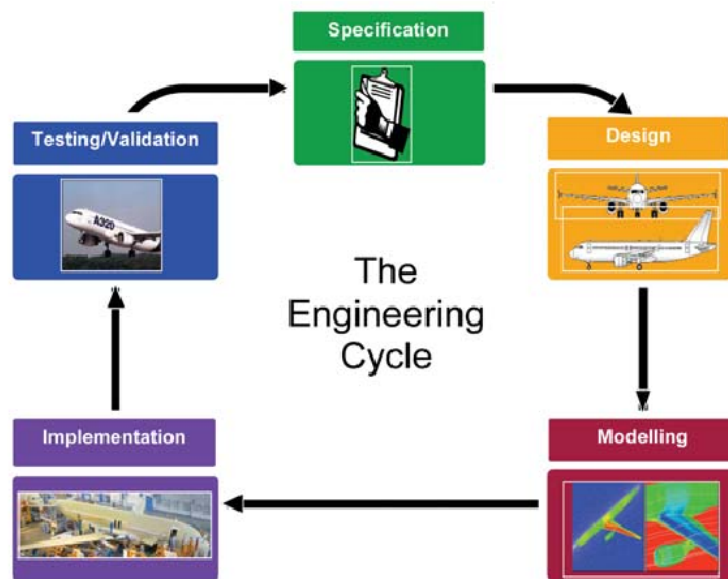 Specification
Testing/Validation
Design
A320
The
Engineering
Cycle
Implementation
Modelling